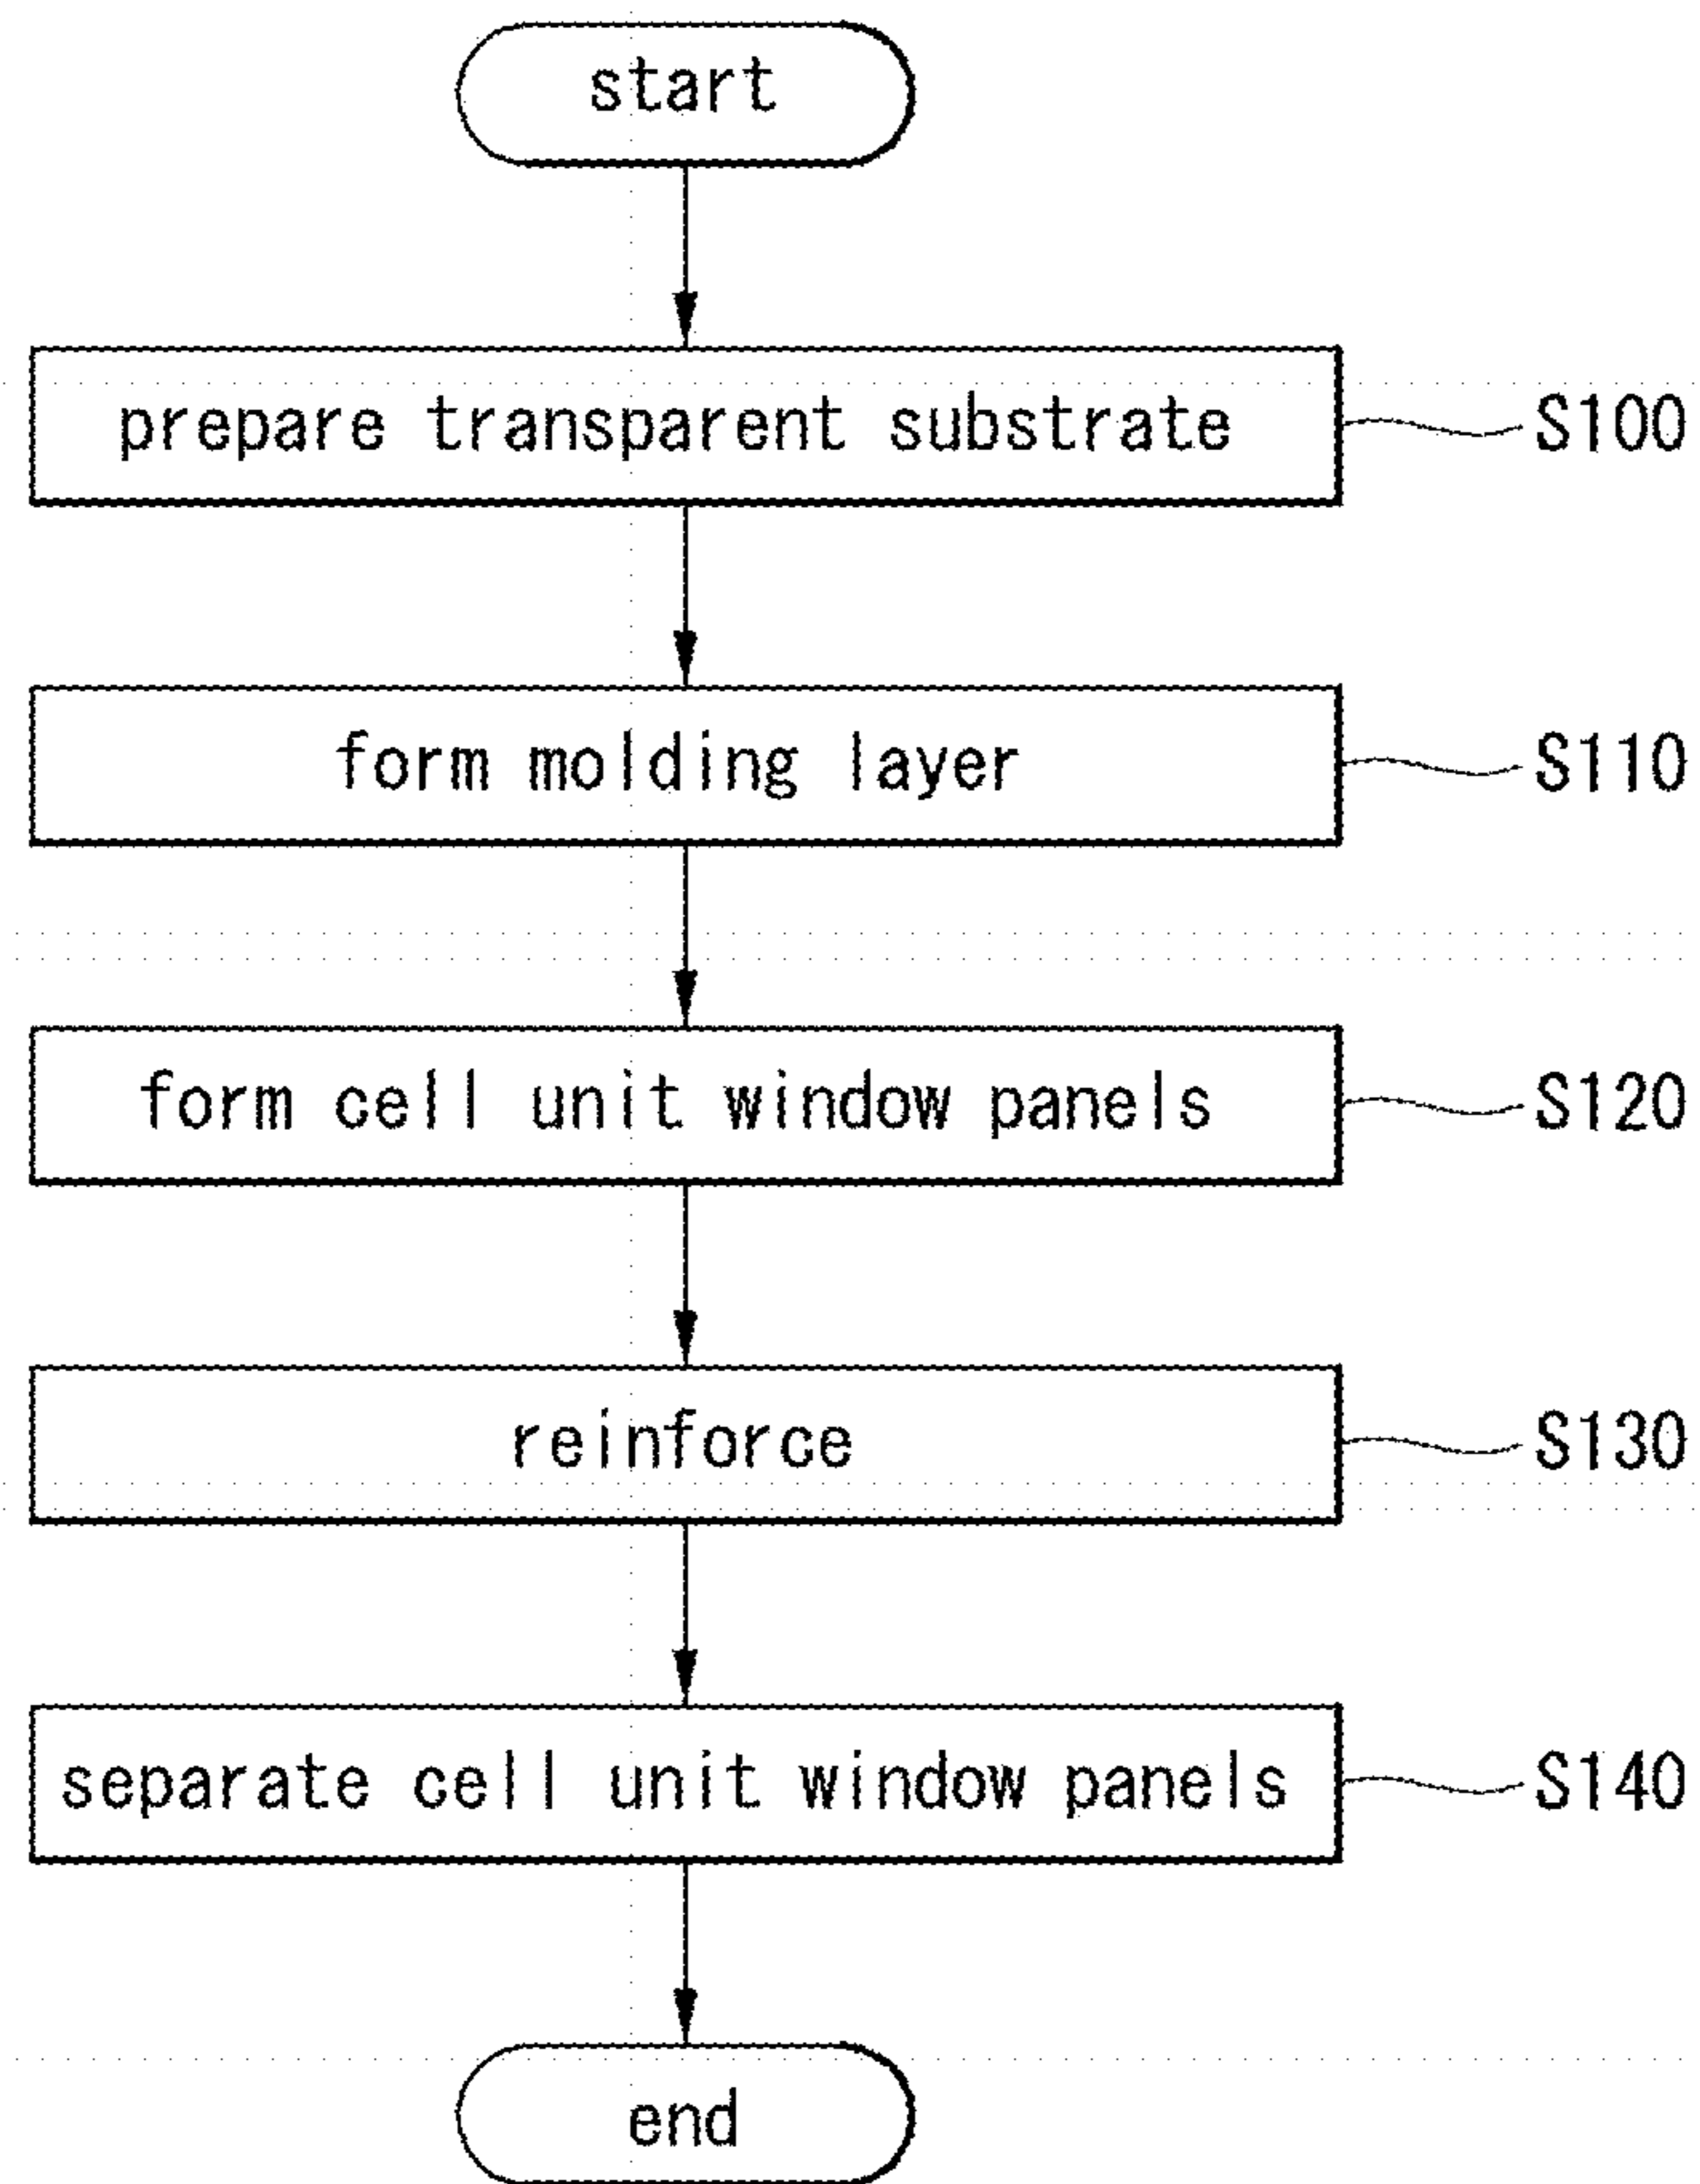 start
prepare transparent substrate S100
form molding layer S110
form cell unit window panels S120
reinforce S130
separate cell unit window panels S140
end